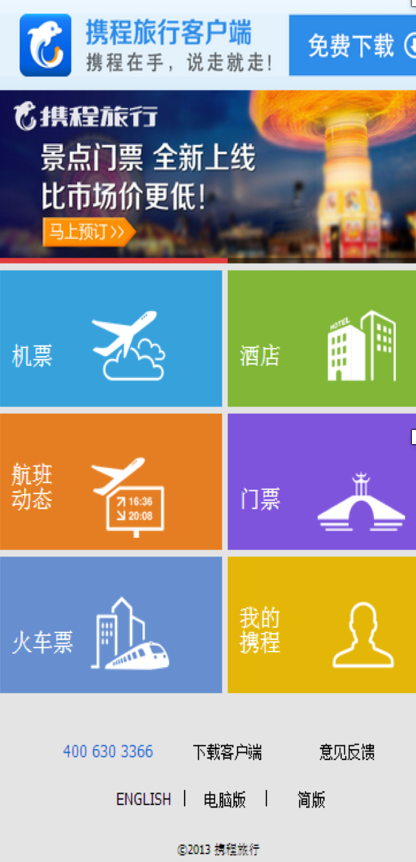 携程旅行客户端
免费下载
携程在手，说走就走!
携程旅行
景点门票 全新上线
比市场价更低!
马上预订>>
机票
HOTEL
酒店
航班
动态
16:36
20:08
门票
火车票
我的
携程
400 630 3366 下载客户端 意见反馈
ENGLISH | 电脑版 | 简版
©2013 携程旅行